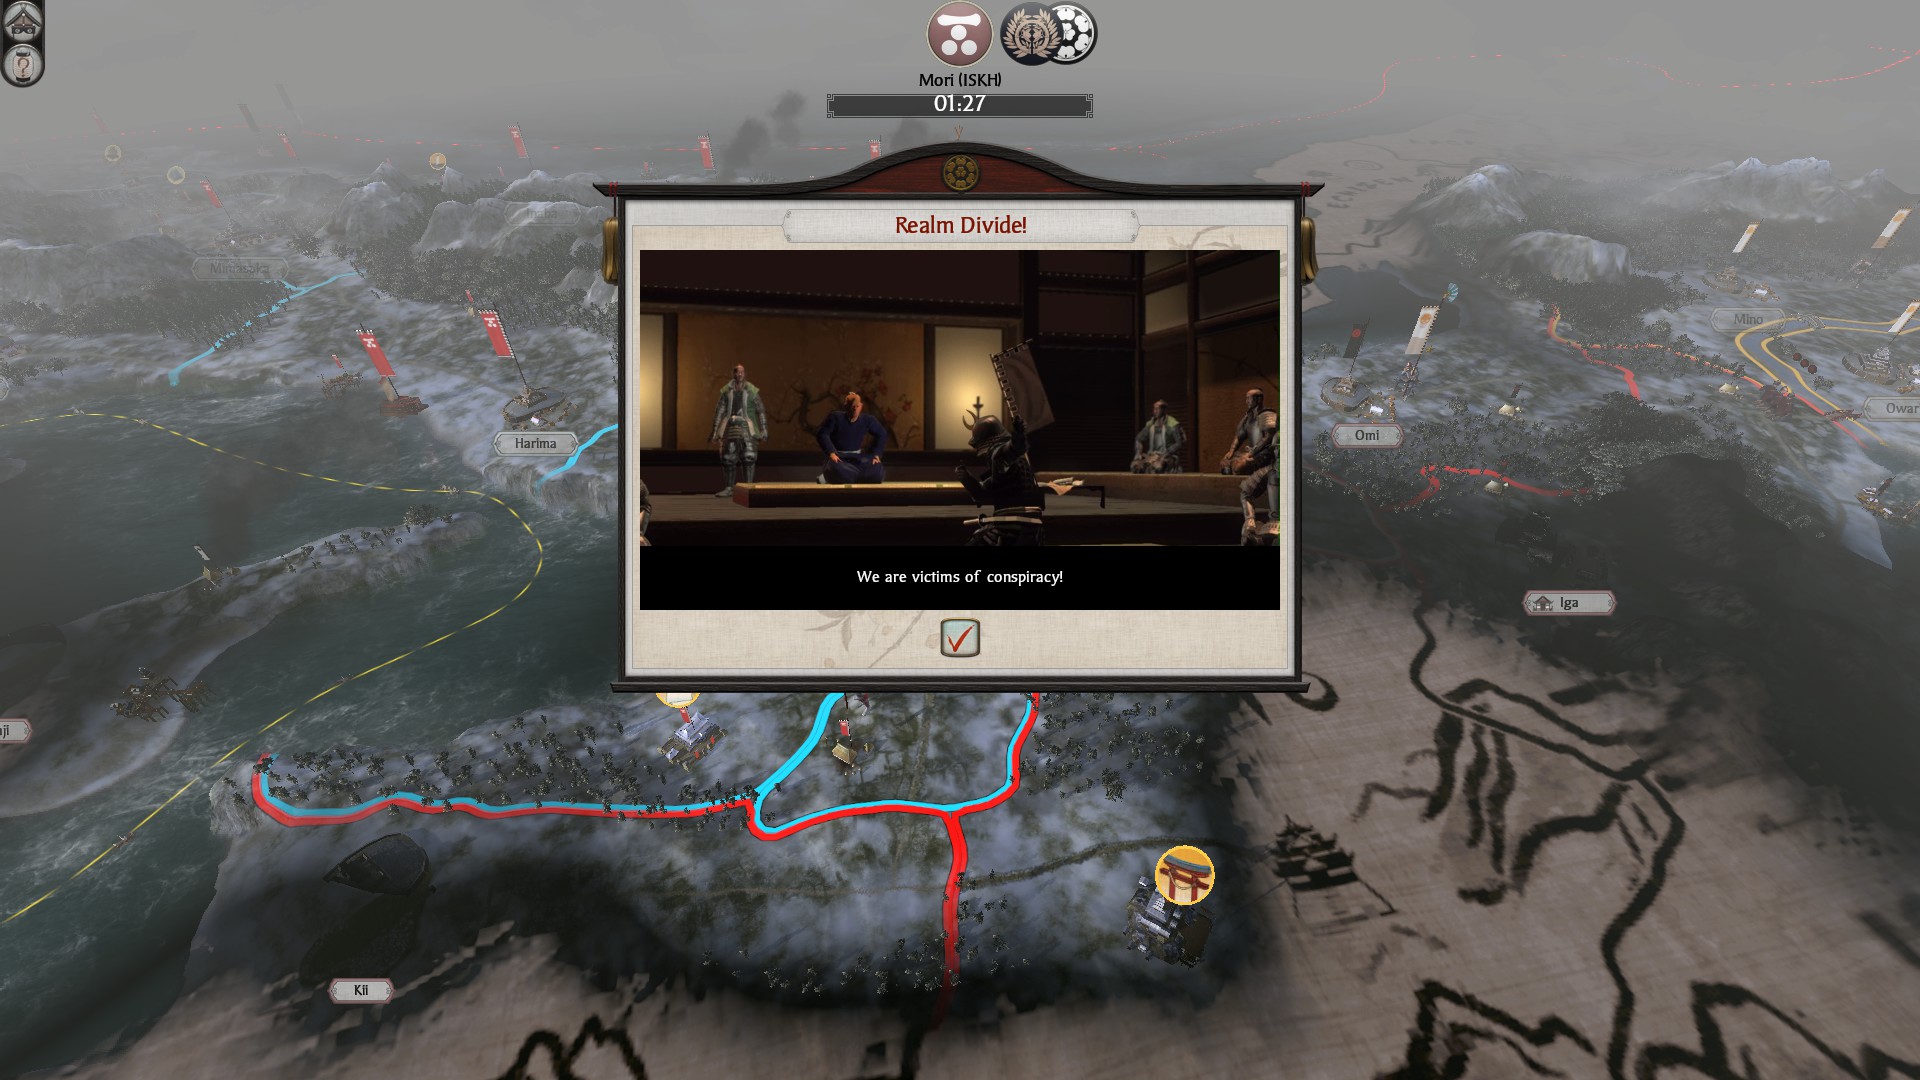 Mori (ISKH)
01:27
Realm Divide!
Mino
Owar
Harima
Omi
We are victims of conspiracy!
Iga
Kii